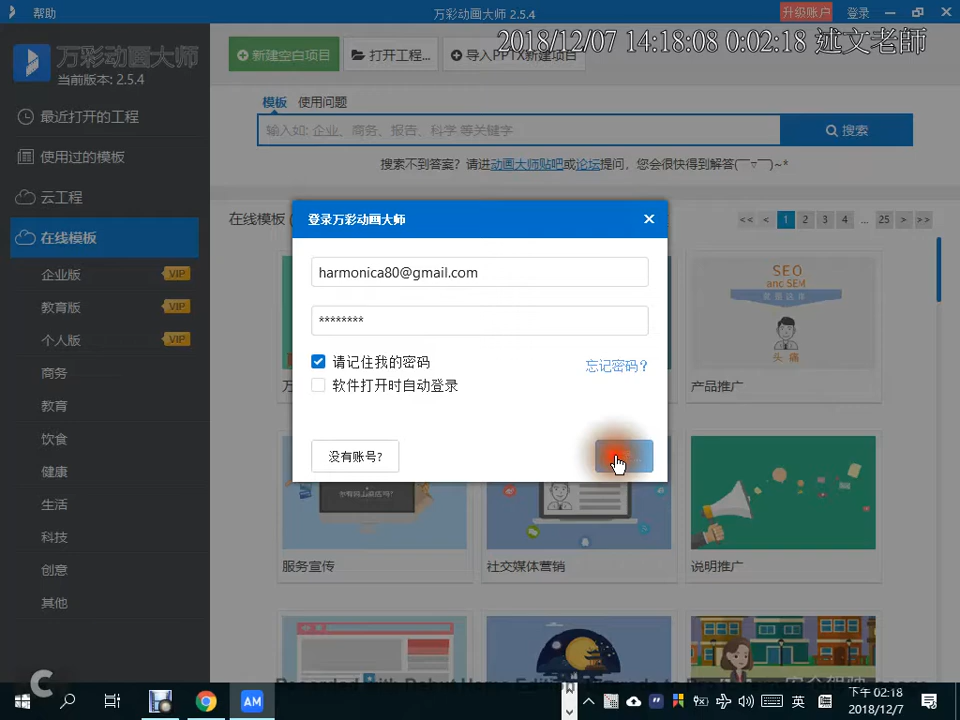 帮助
万彩动画大师 2.5.4
升级账户
登录
2018/12/07 14:18:08 0:02:18 述文老師
万彩动画大师
当前版本: 2.5.4
新建空白项目
打开工程...
导入PPTX新建项目
最近打开的工程
使用过的模板
云工程
在线模板
企业版 VIP
教育版 VIP
个人版 VIP
商务
教育
饮食
健康
生活
科技
创意
其他
模板
使用问题
输入如: 企业、商务、报告、科学 等关键字
搜索
搜索不到答案? 请进动画大师贴吧或论坛提问，您会很快得到解答(￣▽￣)~*
在线模板
<< < 1 2 3 4 ... 25 > >>
登录万彩动画大师
harmonica80@gmail.com
********
请记住我的密码
忘记密码?
软件打开时自动登录
没有账号?
SEO
anc SEM
就 是 这 样
头 痛
产品推广
服务宣传
社交媒体营销
说明推广
AM
英
下午 02:18
2018/12/7